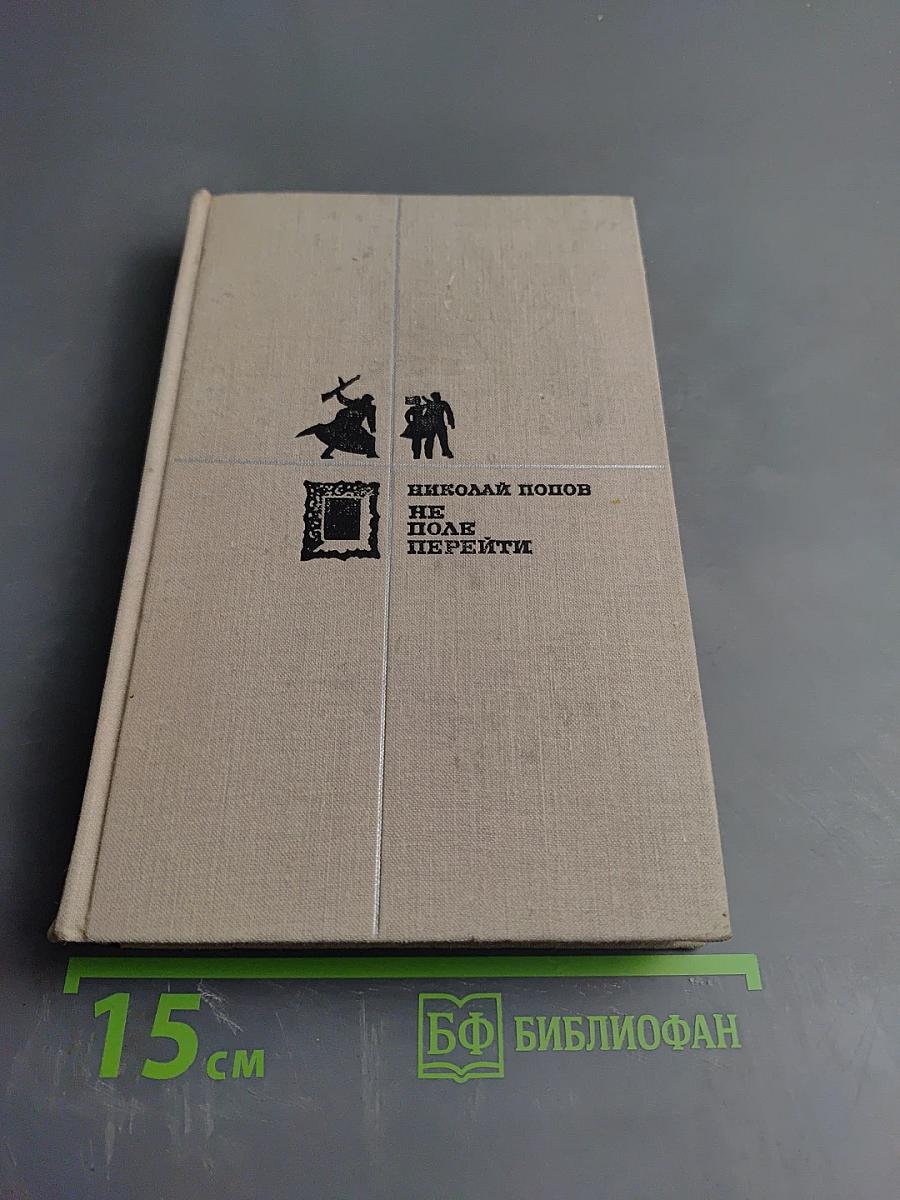 НИКОЛАЙ ПОПОВ
НЕ
ПОЛЕ
ПЕРЕЙТИ
15 см
БФ БИБЛИОФАН